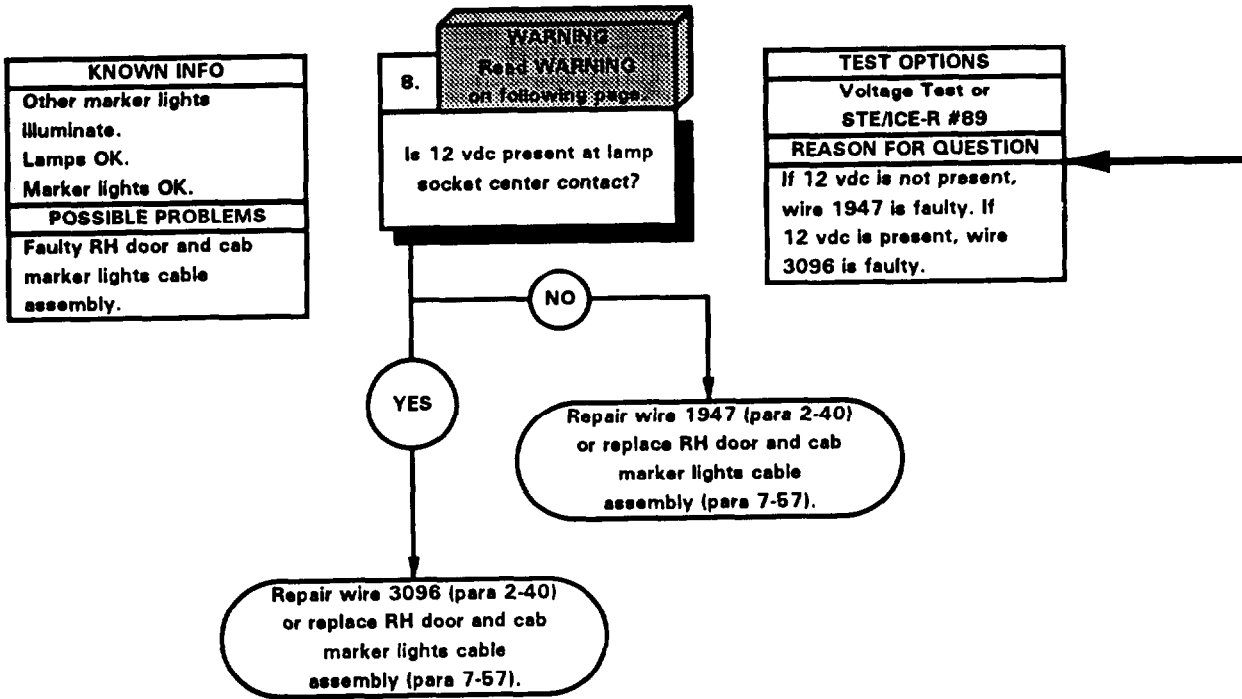 KNOWN INFO
Other marker lights
illuminate.
Lamps OK.
Marker lights OK.
POSSIBLE PROBLEMS
Faulty RH door and cab
marker lights cable
assembly.
8.
WARNING
Read WARNING
on following page.
Is 12 vdc present at lamp
socket center contact?
TEST OPTIONS
Voltage Test or
STE/ICE-R #89
REASON FOR QUESTION
If 12 vdc is not present,
wire 1947 is faulty. If
12 vdc is present, wire
3096 is faulty.
NO
YES
Repair wire 1947 (para 2-40)
or replace RH door and cab
marker lights cable
assembly (para 7-57).
Repair wire 3096 (para 2-40)
or replace RH door and cab
marker lights cable
assembly (para 7-57).